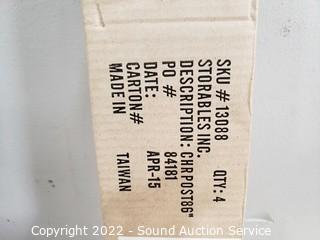 SKU # 13088 QTY: 4
STORABLES INC.
DESCRIPTION: CHRPOST86"
PO # 84181
DATE: APR-15
CARTON#
MADE IN TAIWAN
Copyright 2022 - Sound Auction Service